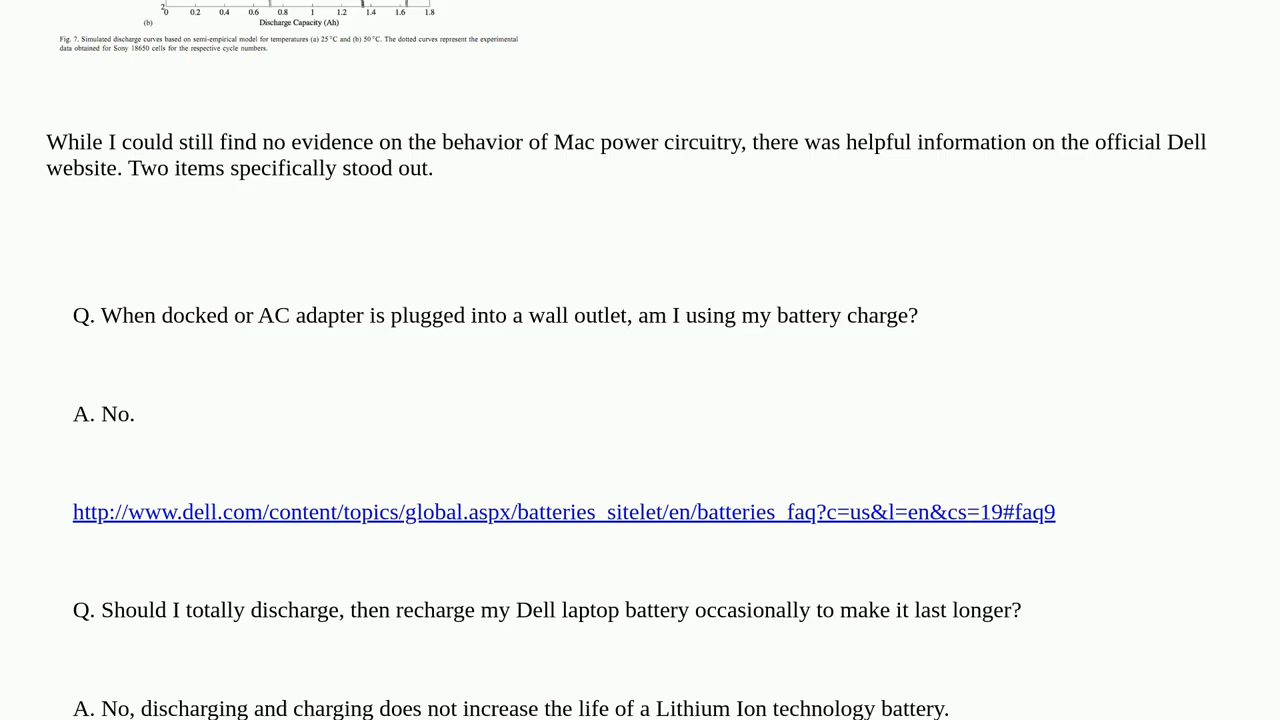 2
0 0.2 0.4 0.6 0.8 1 1.2 1.4 1.6 1.8
(b) Discharge Capacity (Ah)
Fig. 7. Simulated discharge curves based on semi-empirical model for temperatures (a) 25 °C and (b) 50 °C. The dotted curves represent the experimental
data obtained for Sony 18650 cells for the respective cycle numbers.
While I could still find no evidence on the behavior of Mac power circuitry, there was helpful information on the official Dell
website. Two items specifically stood out.
Q. When docked or AC adapter is plugged into a wall outlet, am I using my battery charge?
A. No.
http://www.dell.com/content/topics/global.aspx/batteries_sitelet/en/batteries_faq?c=us&l=en&cs=19#faq9
Q. Should I totally discharge, then recharge my Dell laptop battery occasionally to make it last longer?
A. No, discharging and charging does not increase the life of a Lithium Ion technology battery.